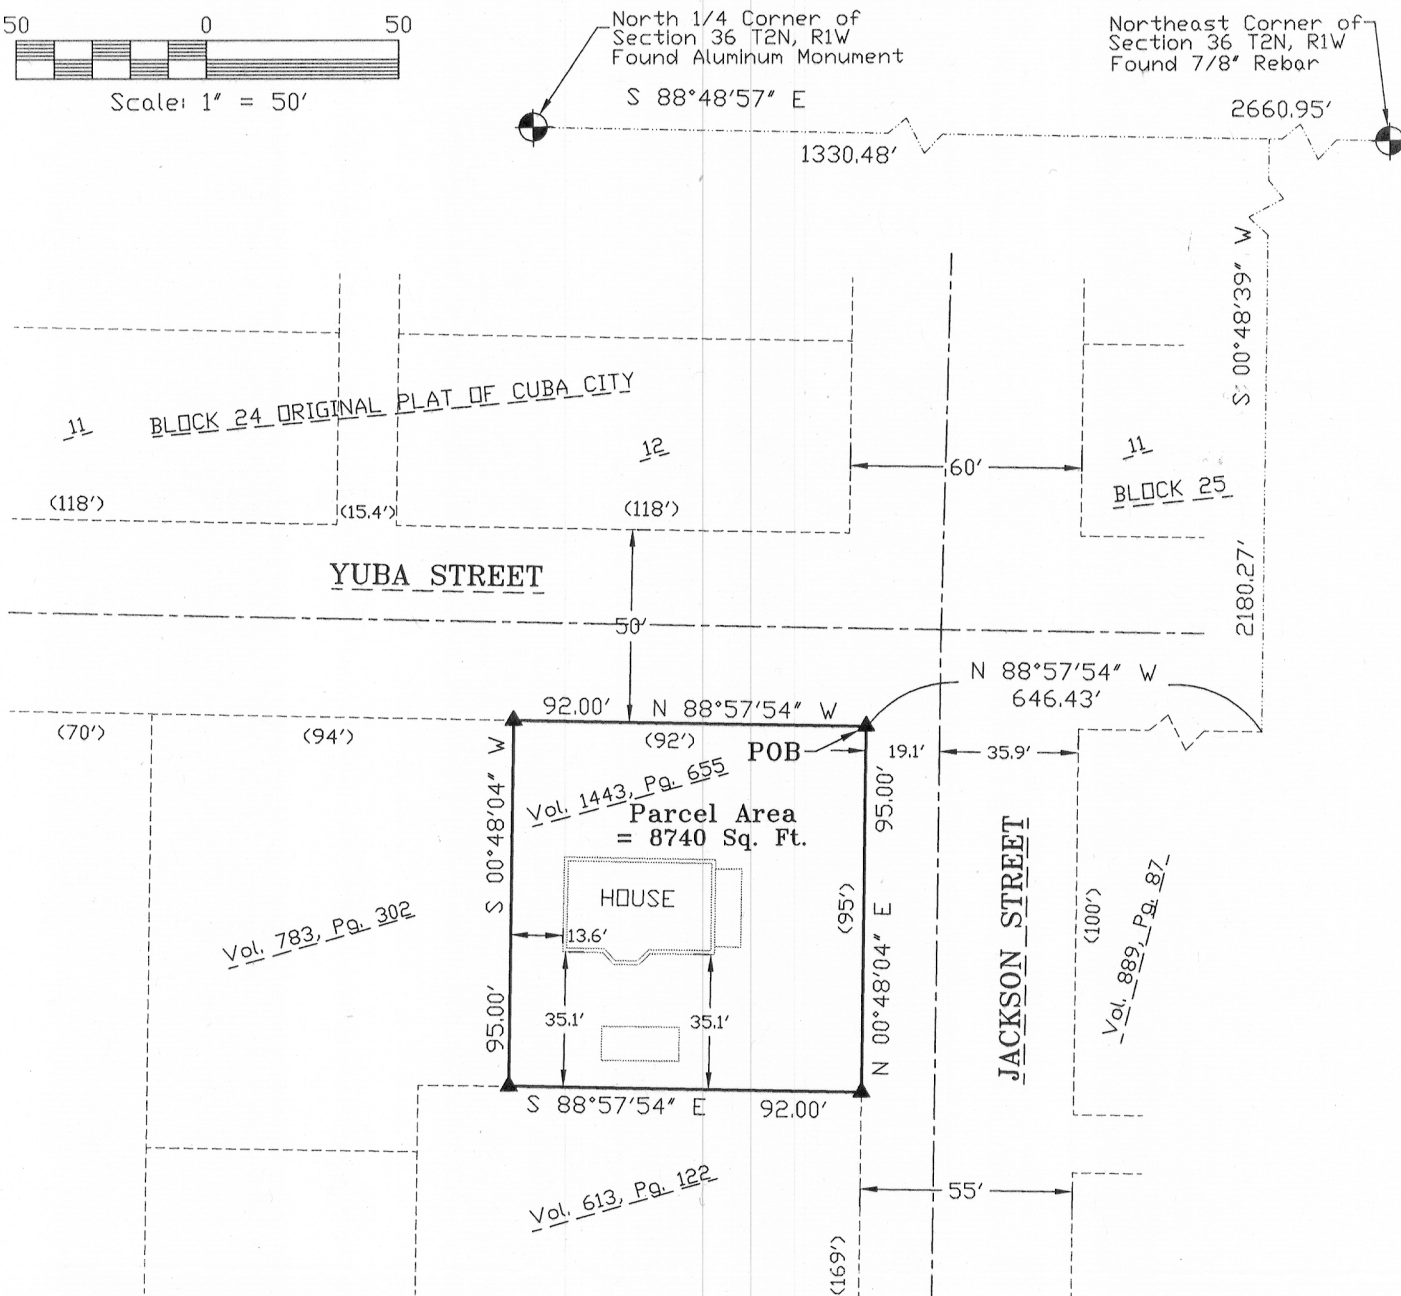 50 0 50
Scale: 1" = 50'
North 1/4 Corner of
Section 36 T2N, R1W
Found Aluminum Monument
Northeast Corner of
Section 36 T2N, R1W
Found 7/8" Rebar
S 88°48'57" E
2660.95'
1330.48'
S 00°48'39" W
2180.27'
BLOCK 24 ORIGINAL PLAT OF CUBA CITY
11
12
11
BLOCK 25
60'
(118')
(15.4')
(118')
YUBA STREET
50'
N 88°57'54" W
646.43'
92.00' N 88°57'54" W
(70')
(94')
(92')
POB
19.1'
35.9'
Vol. 1443, Pg. 655
Parcel Area
= 8740 Sq. Ft.
S 00°48'04" W
95.00'
95.00'
N 00°48'04" E
(95')
HOUSE
13.6'
35.1'
35.1'
JACKSON STREET
(100')
Vol. 889, Pg. 87
Vol. 783, Pg. 302
S 88°57'54" E 92.00'
Vol. 613, Pg. 122
55'
(169')